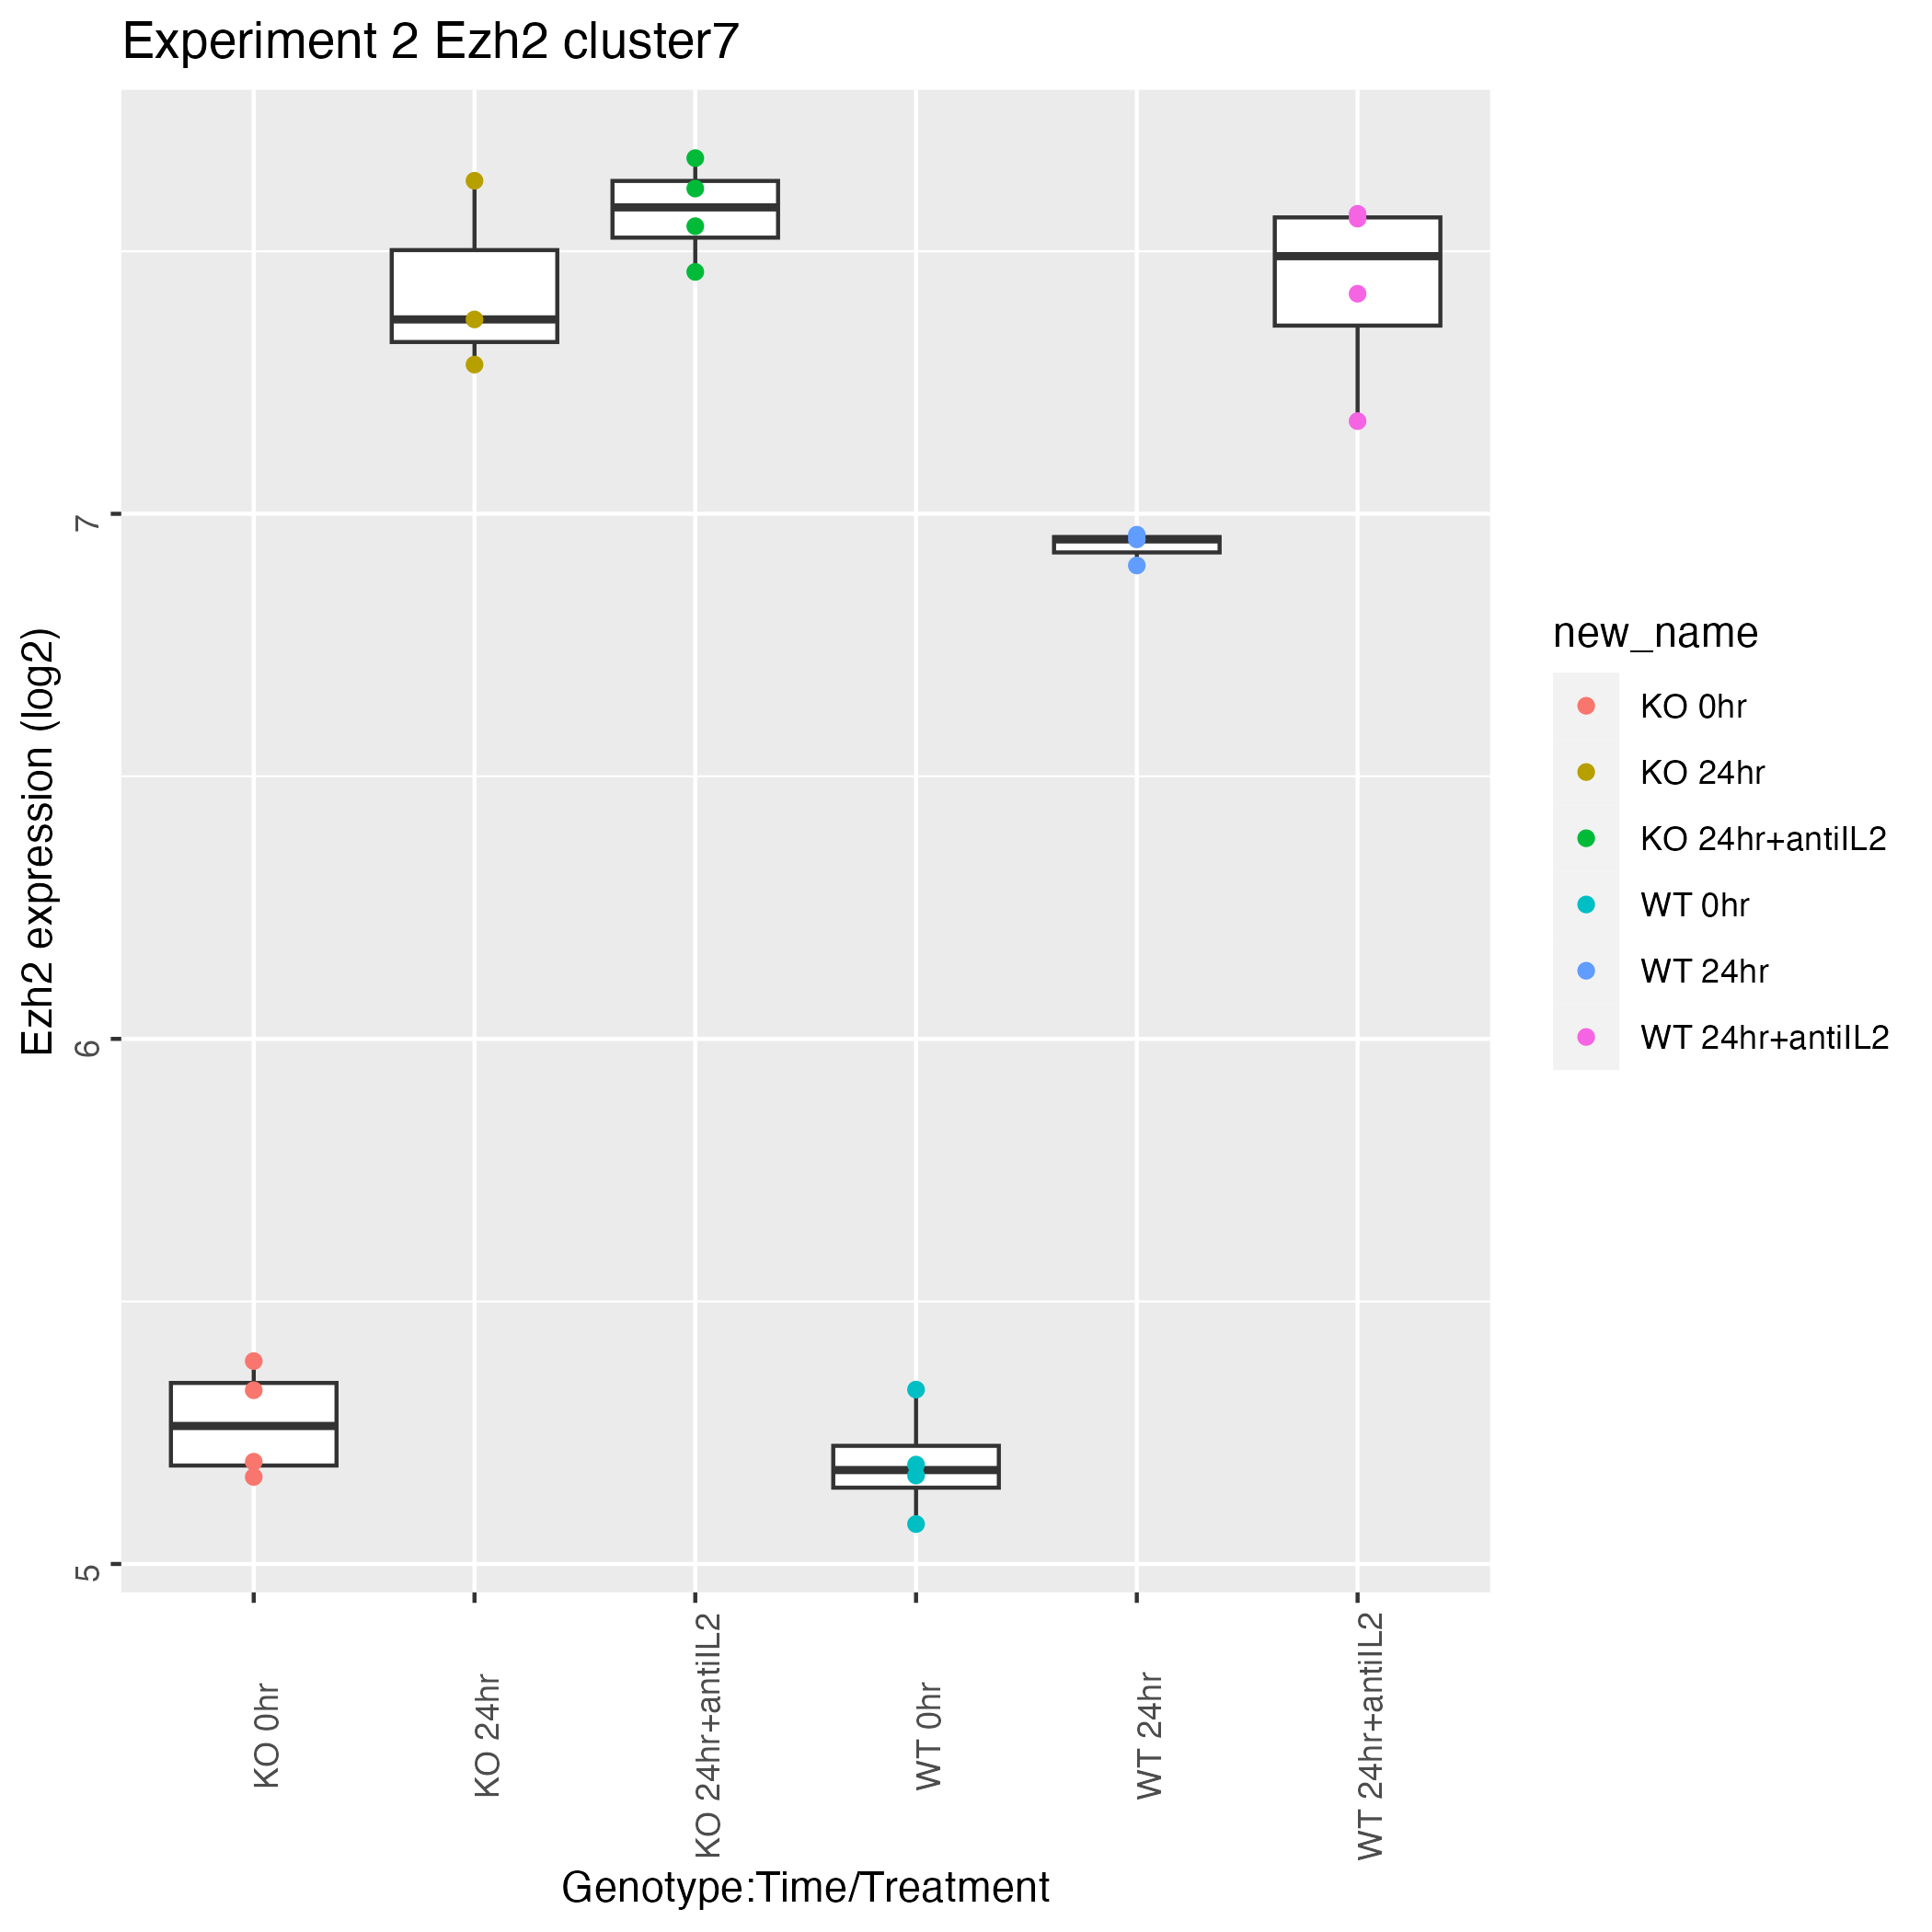 Experiment 2 Ezh2 cluster7
Ezh2 expression (log2)
7
6
5
KO 0hr
KO 24hr
KO 24hr+antiIL2
WT 0hr
WT 24hr
WT 24hr+antiIL2
Genotype:Time/Treatment
new_name
KO 0hr
KO 24hr
KO 24hr+antiIL2
WT 0hr
WT 24hr
WT 24hr+antiIL2